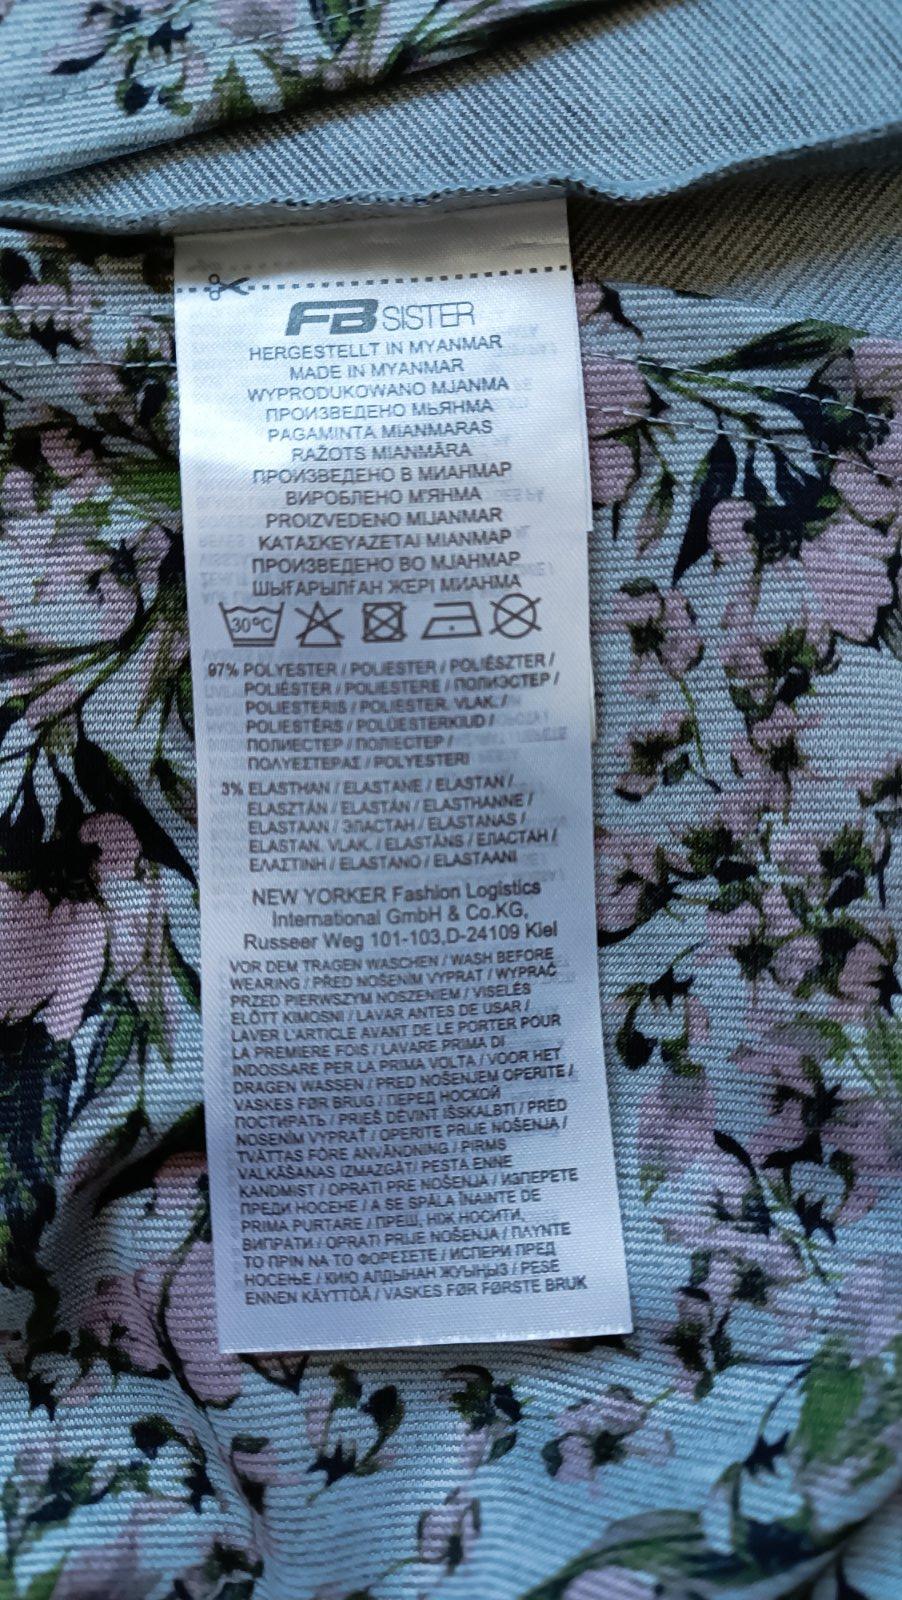 FB SISTER
HERGESTELLT IN MYANMAR
MADE IN MYANMAR
WYPRODUKOWANO MJANMA
ПРОИЗВЕДЕНО МЬЯНМА
PAGAMINTA MIANMARAS
RAŽOTS MIANMĀRA
ПРОИЗВЕДЕНО В МИАНМАР
ВИРОБЛЕНО М'ЯНМА
PROIZVEDENO MIJANMAR
ΚΑΤΑΣΚΕΥΑΖΕΤΑΙ ΜΙΑΝΜΑΡ
ПРОИЗВЕДЕНО ВО МЈАНМАР
ШЫҒАРЫЛҒАН ЖЕРІ МИАНМА
30°C
97% POLYESTER / POLIESTER / POLIÉSZTER /
POLIÉSTER / POLIESTERE / ПОЛИЭСТЕР /
POLIESTERIS / POLIESTER. VLAK. /
POLIESTĒRS / POLÜESTERKIUD /
ПОЛИЕСТЕР / ПОЛІЕСТЕР /
ΠΟΛΥΕΣΤΕΡΑΣ / POLYESTERI
3% ELASTHAN / ELASTANE / ELASTAN /
ELASZTÁN / ELASTÁN / ELASTHANNE /
ELASTAAN / ЭЛАСТАН / ELASTANAS /
ELASTAN. VLAK. / ELASTĀNS / ЕЛАСТАН /
ΕΛΑΣΤΙΝΗ / ELASTANO / ELASTAANI
NEW YORKER Fashion Logistics
International GmbH & Co.KG,
Russeer Weg 101-103,D-24109 Kiel
VOR DEM TRAGEN WASCHEN / WASH BEFORE
WEARING / PŘED NOŠENÍM VYPRAT / WYPRAĆ
PRZED PIERWSZYM NOSZENIEM / VISELÉS
ELŐTT KIMOSNI / LAVAR ANTES DE USAR /
LAVER L'ARTICLE AVANT DE LE PORTER POUR
LA PREMIERE FOIS / LAVARE PRIMA DI
INDOSSARE PER LA PRIMA VOLTA / VOOR HET
DRAGEN WASSEN / PRED NOŠENJEM OPERITE /
VASKES FØR BRUG / ПЕРЕД НОСКОЙ
ПОСТИРАТЬ / PRIEŠ DĖVINT IŠSKALBTI / PRED
NOSENÍM VYPRAŤ / OPERITE PRIJE NOŠENJA /
TVÄTTAS FÖRE ANVÄNDNING / PIRMS
VALKĀŠANAS IZMAZGĀT/ PESTA ENNE
KANDMIST / OPRATI PRE NOŠENJA / ИЗПЕРЕТЕ
ПРЕДИ НОСЕНЕ / A SE SPĂLA ÎNAINTE DE
PRIMA PURTARE / ПРЕШ, НІЖ НОСИТИ,
ВИПРАТИ / OPRATI PRIJE NOŠENJA / ΠΛΥΝΤΕ
ΤΟ ΠΡΙΝ ΝΑ ΤΟ ΦΟΡΕΣΕΤΕ / ИСПЕРИ ПРЕД
НОСЕЊЕ / КИЮ АЛДЫНАН ЖУЫҢЫЗ / PESE
ENNEN KÄYTTÖÄ / VASKES FØR FØRSTE BRUK